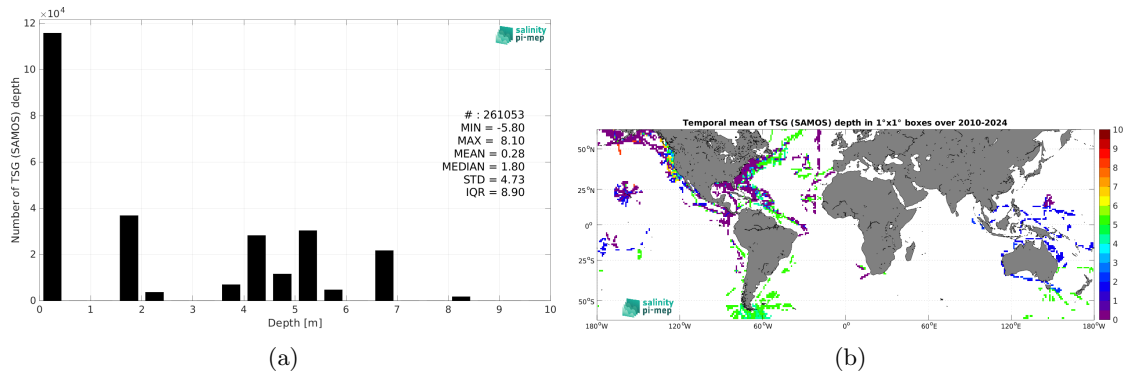 ×10⁴
12
10
8
6
4
2
0
Number of TSG (SAMOS) depth
salinity
pi-mep
# : 261053
MIN = -5.80
MAX = 8.10
MEAN = 0.28
MEDIAN = 1.80
STD = 4.73
IQR = 8.90
0 1 2 3 4 5 6 7 8 9 10
Depth [m]
(a)
Temporal mean of TSG (SAMOS) depth in 1°x1° boxes over 2010-2024
50°N
25°N
0°
25°S
50°S
salinity
pi-mep
180°W 120°W 60°W 0° 60°E 120°E 180°E
10
9
8
7
6
5
4
3
2
1
0
(b)